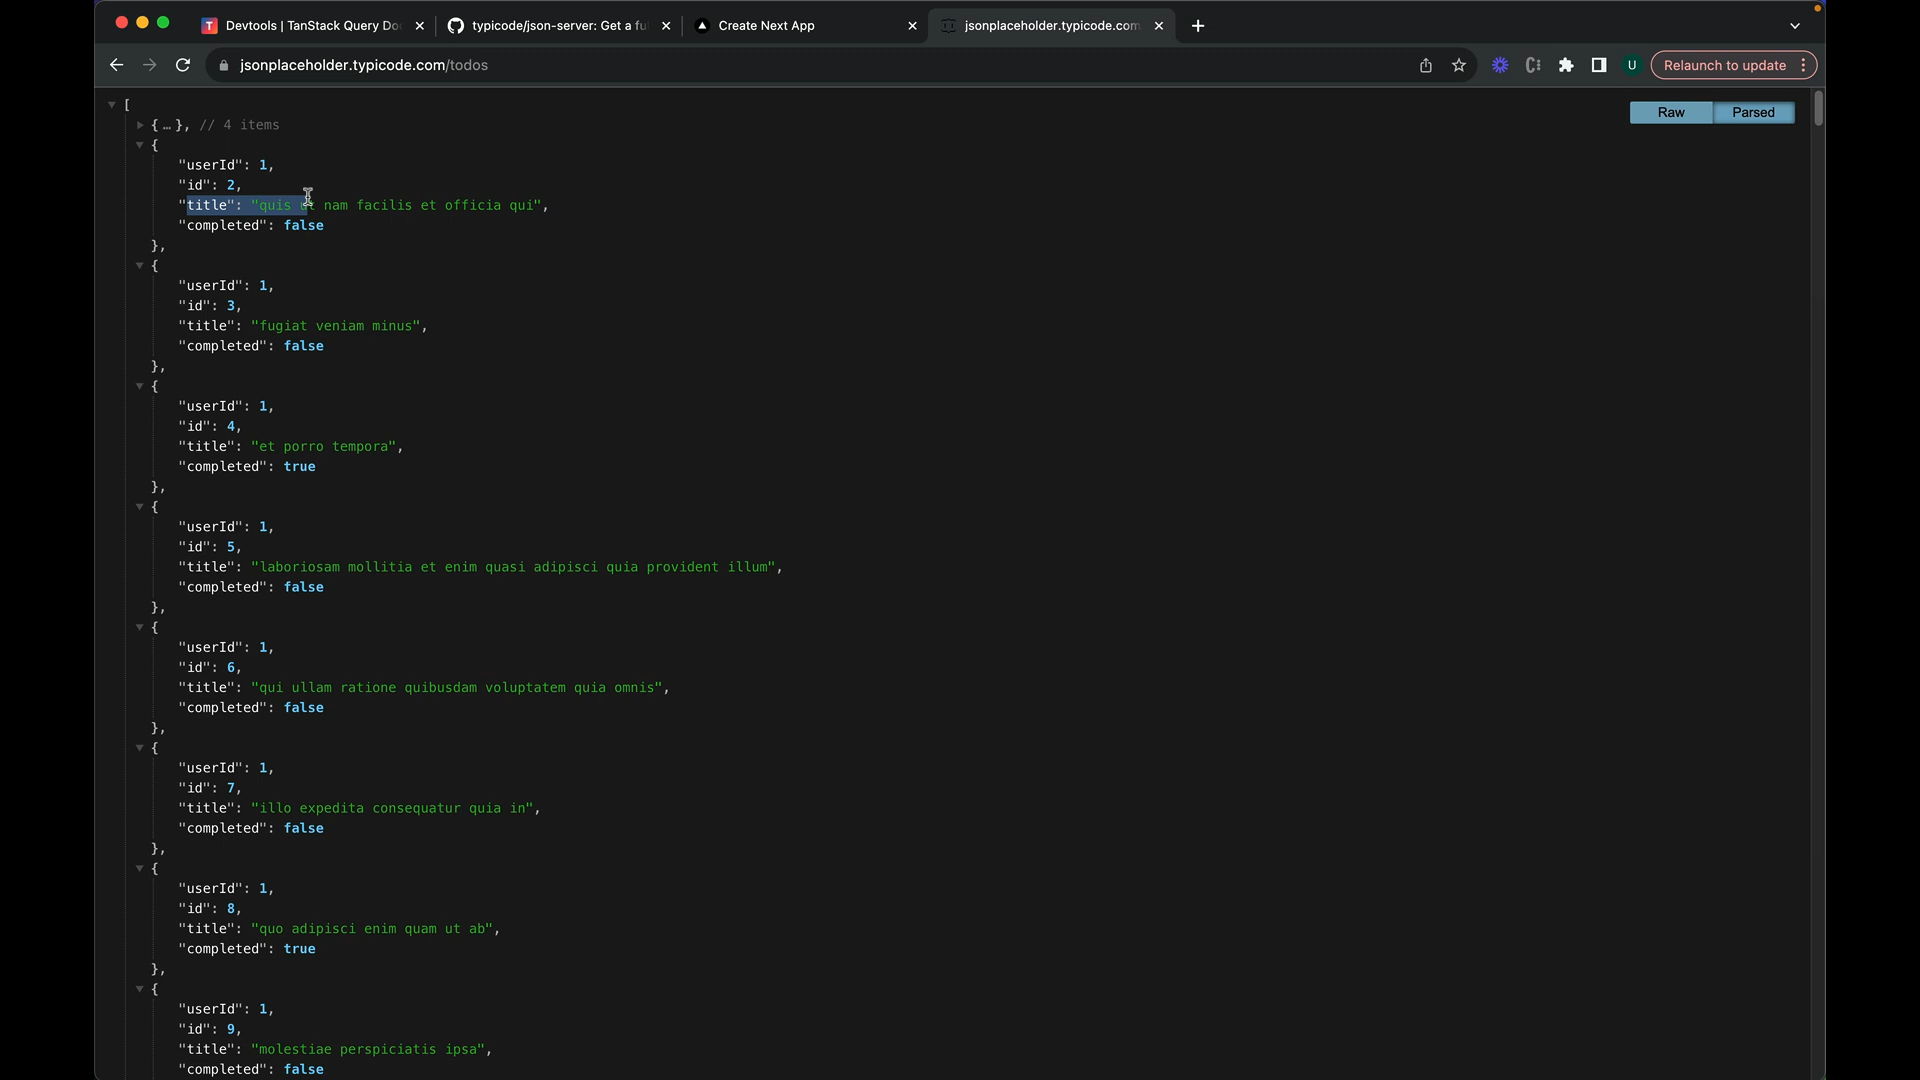 Devtools | TanStack Query Do
typicode/json-server: Get a fu
Create Next App
jsonplaceholder.typicode.com
jsonplaceholder.typicode.com/todos
U
Relaunch to update
Raw
Parsed
[
{…}, // 4 items
{
"userId": 1,
"id": 2,
"title": "quis ut nam facilis et officia qui",
"completed": false
},
{
"userId": 1,
"id": 3,
"title": "fugiat veniam minus",
"completed": false
},
{
"userId": 1,
"id": 4,
"title": "et porro tempora",
"completed": true
},
{
"userId": 1,
"id": 5,
"title": "laboriosam mollitia et enim quasi adipisci quia provident illum",
"completed": false
},
{
"userId": 1,
"id": 6,
"title": "qui ullam ratione quibusdam voluptatem quia omnis",
"completed": false
},
{
"userId": 1,
"id": 7,
"title": "illo expedita consequatur quia in",
"completed": false
},
{
"userId": 1,
"id": 8,
"title": "quo adipisci enim quam ut ab",
"completed": true
},
{
"userId": 1,
"id": 9,
"title": "molestiae perspiciatis ipsa",
"completed": false